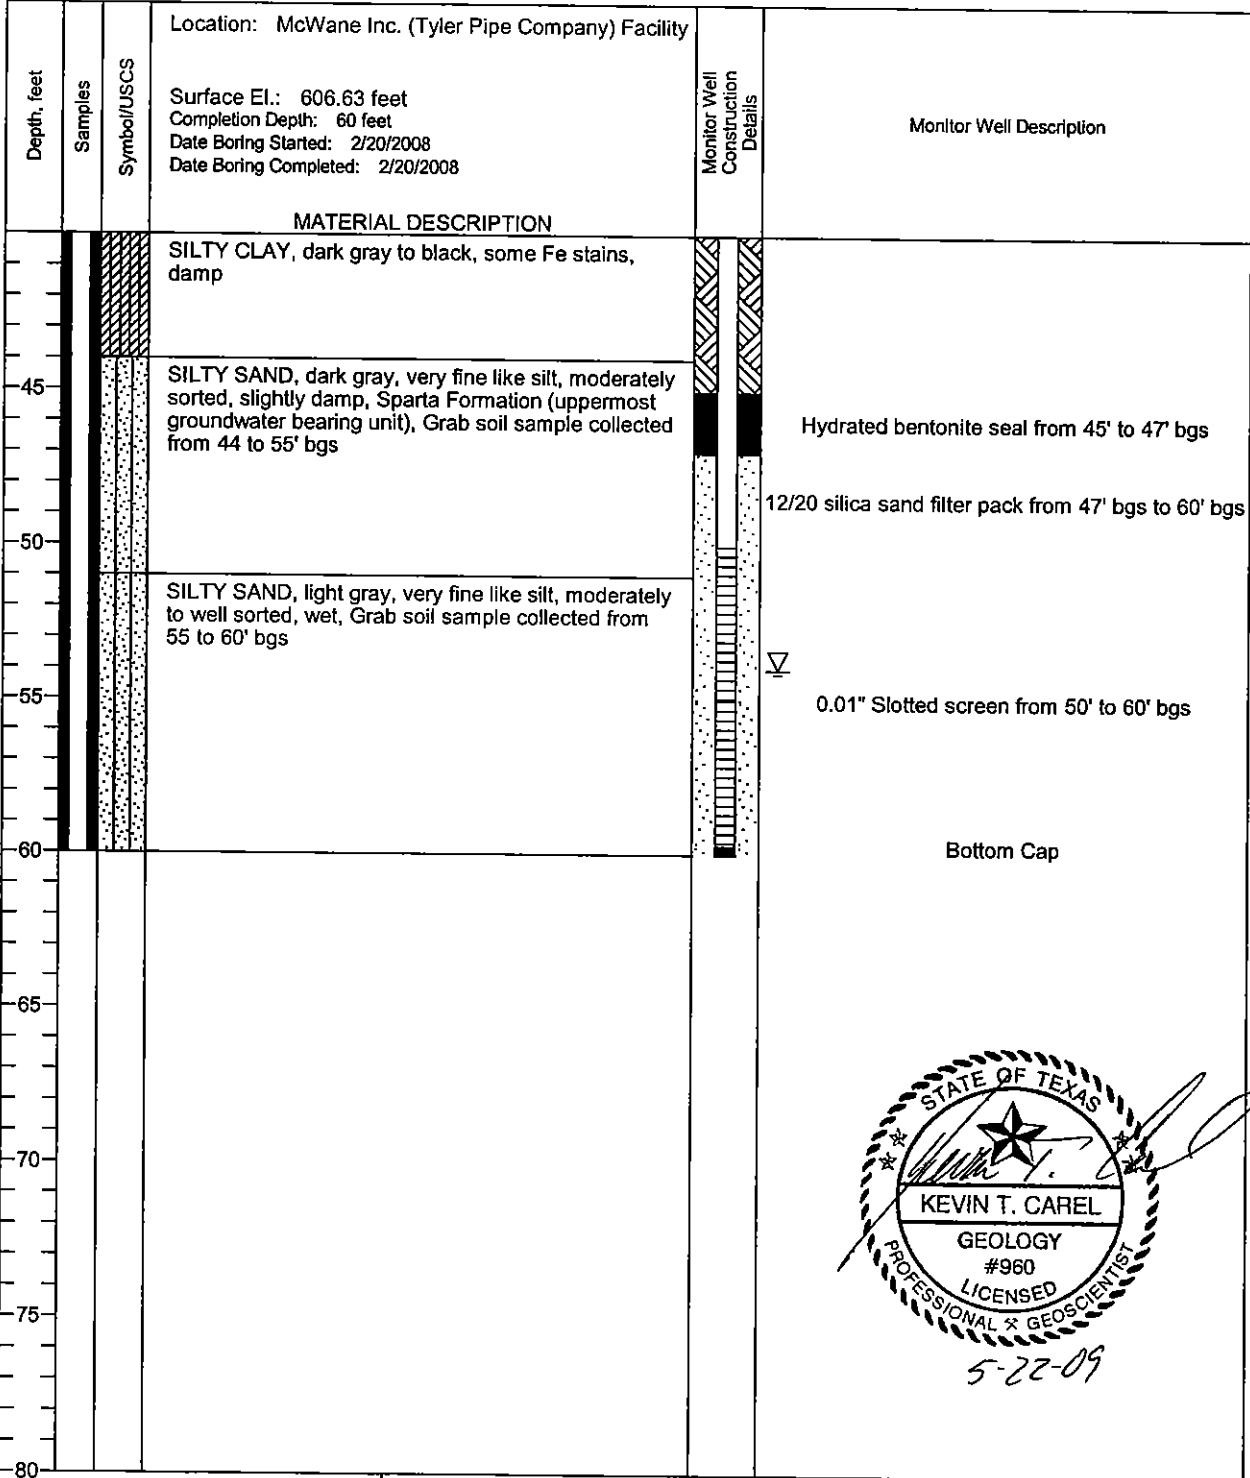 Depth, feet
Samples
Symbol/USCS
Location: McWane Inc. (Tyler Pipe Company) Facility
Surface El.: 606.63 feet
Completion Depth: 60 feet
Date Boring Started: 2/20/2008
Date Boring Completed: 2/20/2008
MATERIAL DESCRIPTION
Monitor Well
Construction
Details
Monitor Well Description
SILTY CLAY, dark gray to black, some Fe stains,
damp
45
SILTY SAND, dark gray, very fine like silt, moderately
sorted, slightly damp, Sparta Formation (uppermost
groundwater bearing unit), Grab soil sample collected
from 44 to 55' bgs
Hydrated bentonite seal from 45' to 47' bgs
12/20 silica sand filter pack from 47' bgs to 60' bgs
50
SILTY SAND, light gray, very fine like silt, moderately
to well sorted, wet, Grab soil sample collected from
55 to 60' bgs
55
0.01" Slotted screen from 50' to 60' bgs
60
Bottom Cap
65
70
75
80
STATE OF TEXAS
Kevin T. Carel
KEVIN T. CAREL
GEOLOGY
#960
LICENSED
PROFESSIONAL GEOSCIENTIST
5-22-09